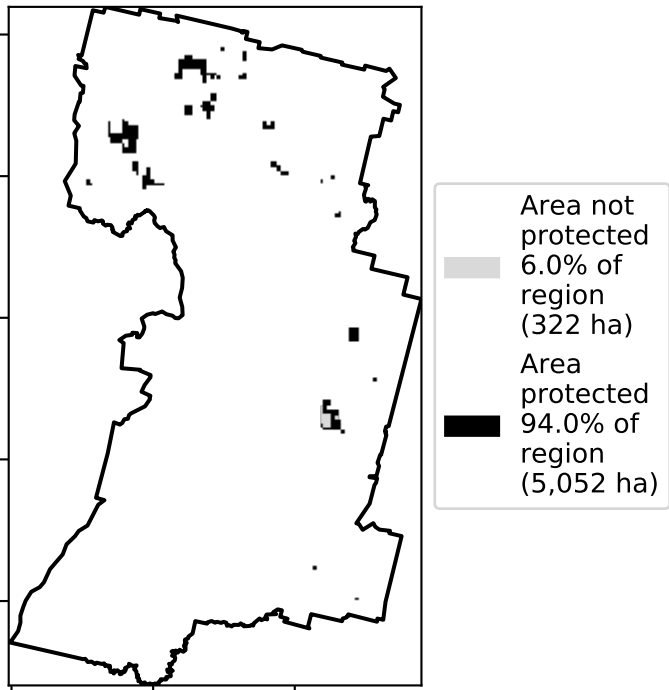 Area not
protected
6.0% of
region
(322 ha)
Area
protected
94.0% of
region
(5,052 ha)